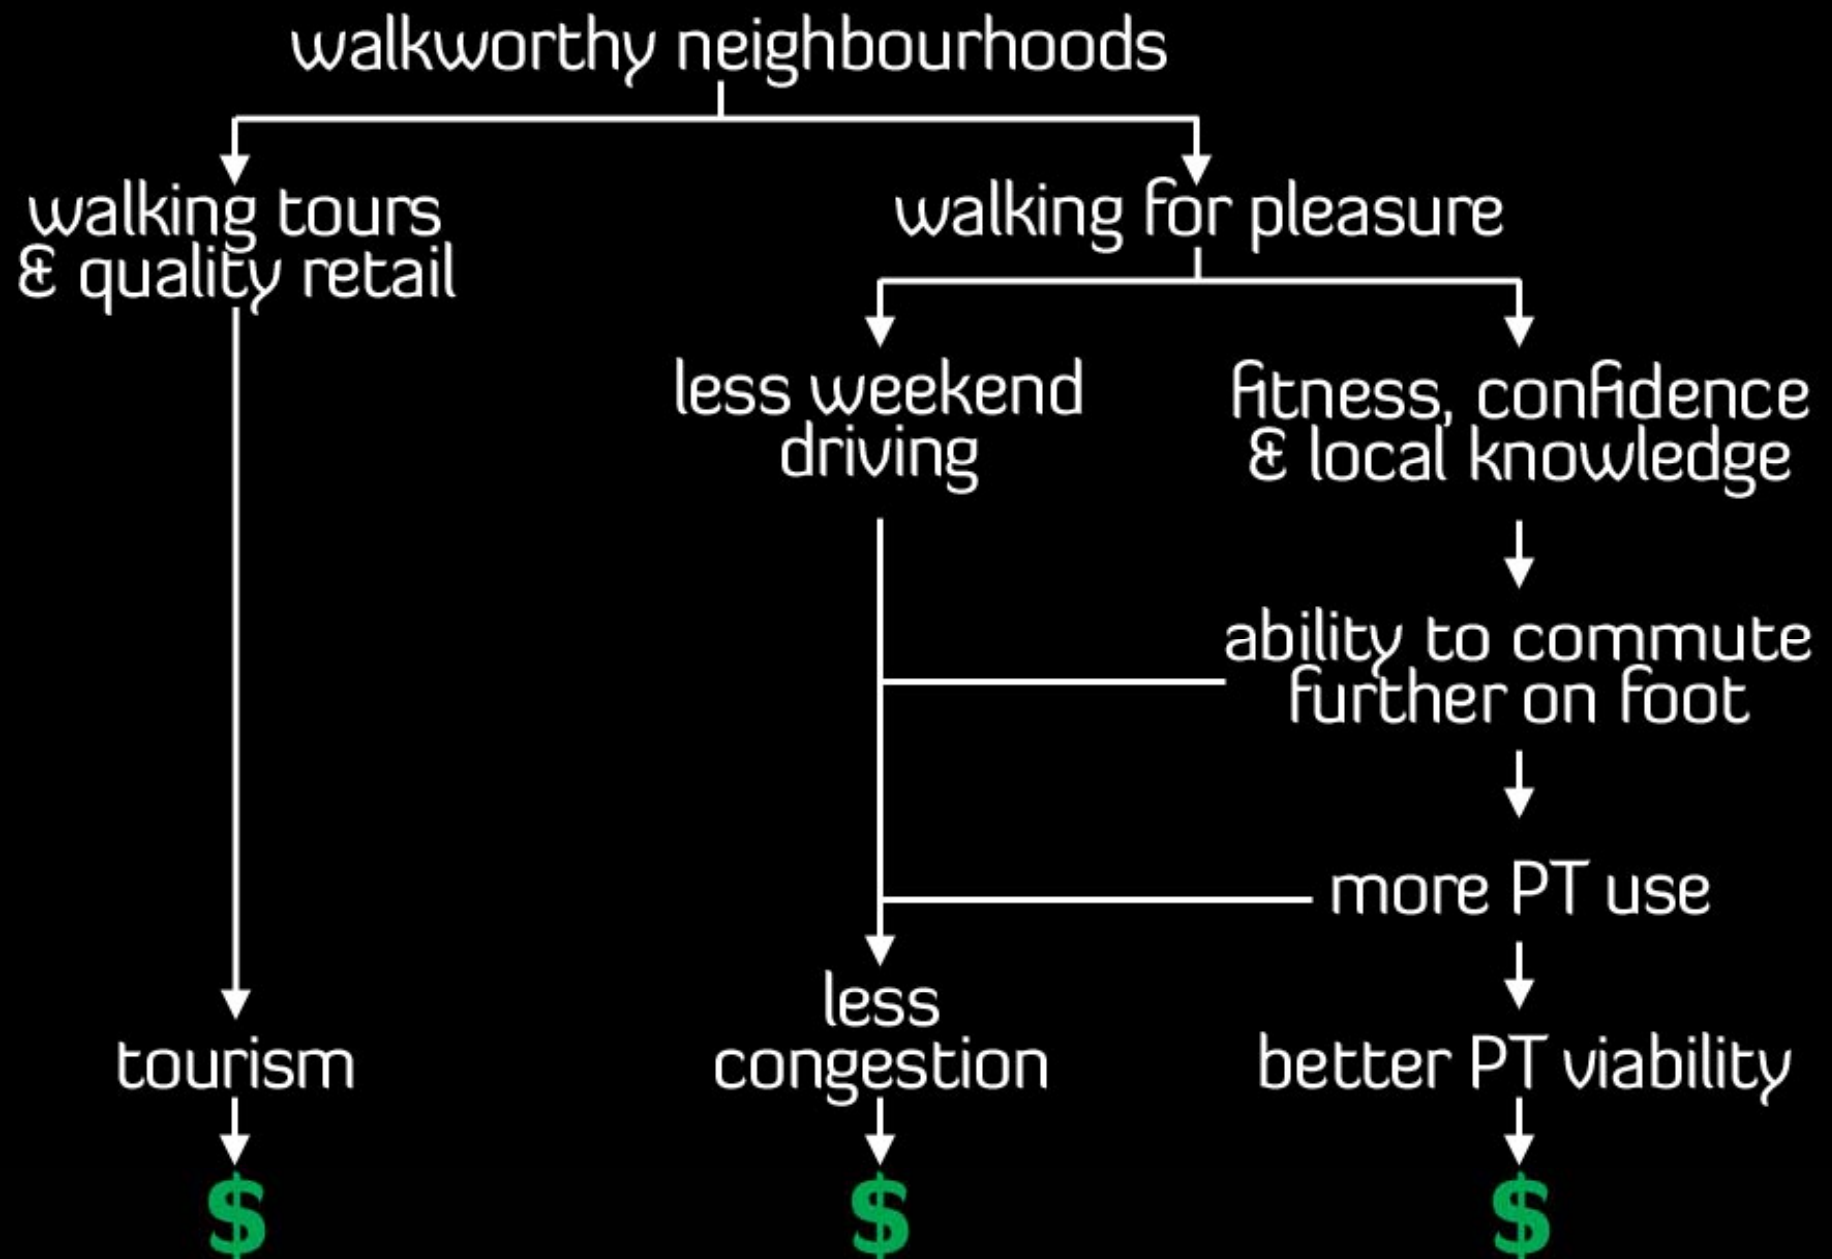 walkworthy neighbourhoods
walking tours
& quality retail
walking for pleasure
less weekend
driving
fitness, confidence
& local knowledge
ability to commute
further on foot
more PT use
less
congestion
tourism
better PT viability
$
$
$